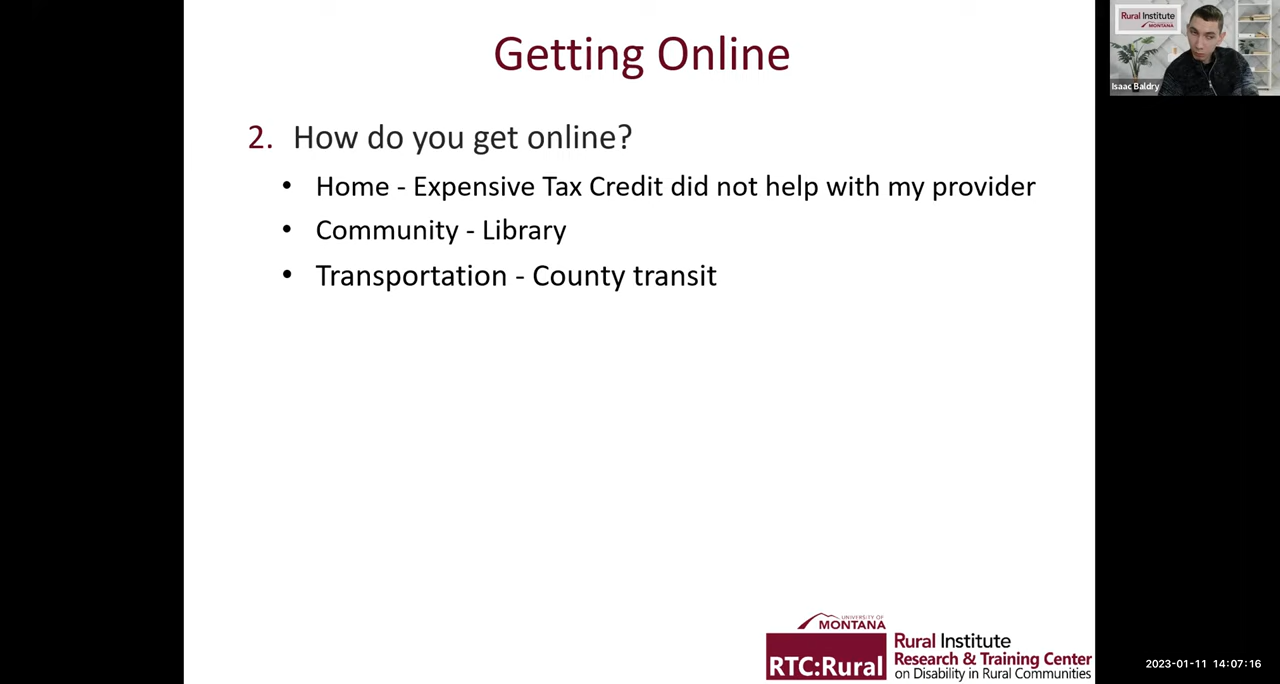 Getting Online
2. How do you get online?
• Home - Expensive Tax Credit did not help with my provider
• Community - Library
• Transportation - County transit
Rural Institute
MONTANA
Isaac Baldry
UNIVERSITY OF
MONTANA
RTC:Rural
Rural Institute
Research & Training Center
on Disability in Rural Communities
2023-01-11 14:07:16